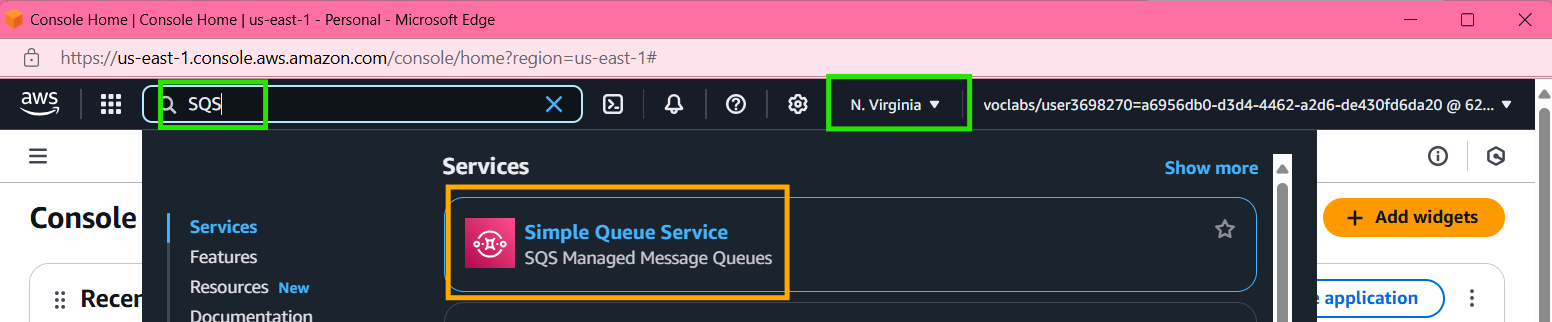 Console Home | Console Home | us-east-1 - Personal - Microsoft Edge
https://us-east-1.console.aws.amazon.com/console/home?region=us-east-1#
aws SQS N. Virginia voclabs/user3698270=a6956db0-d3d4-4462-a2d6-de430fd6da20 @ 62...
Services Show more
Console Add widgets
Services
Features
Resources New
Documentation
Simple Queue Service
SQS Managed Message Queues
Recen
e application